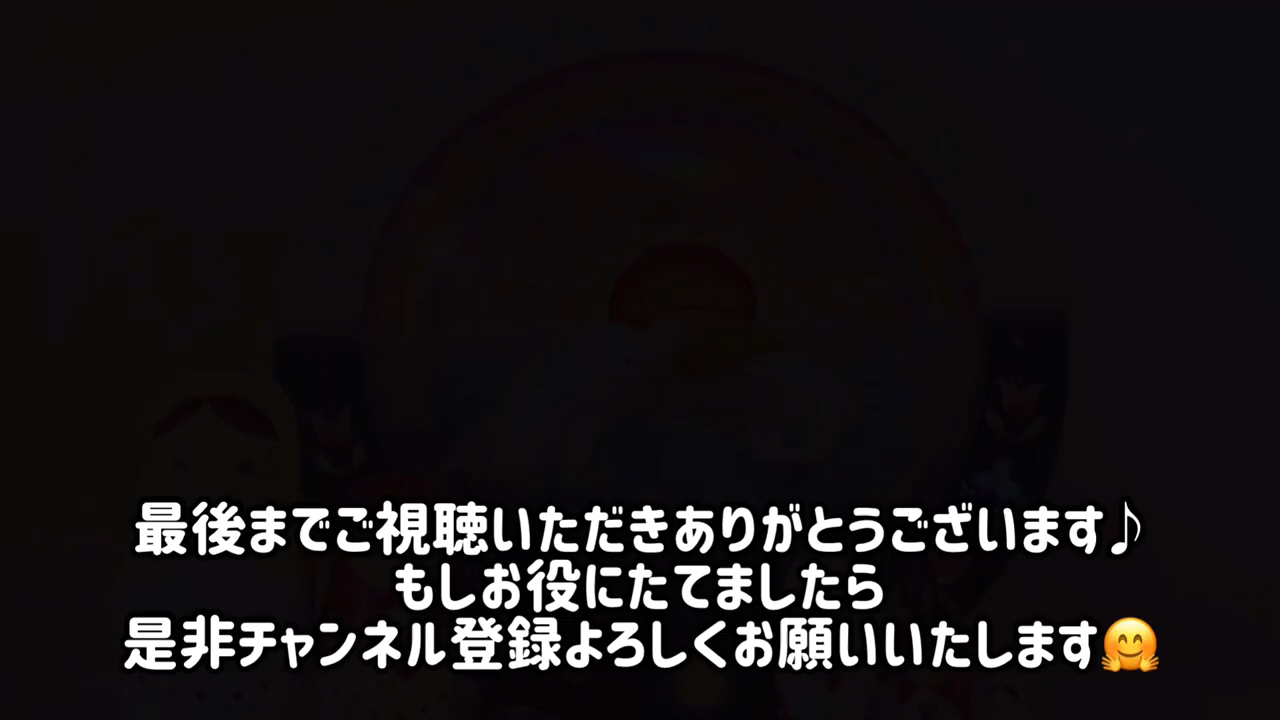 最後までご視聴いただきありがとうございます♪
もしお役にたてましたら
是非チャンネル登録よろしくお願いいたします🤗